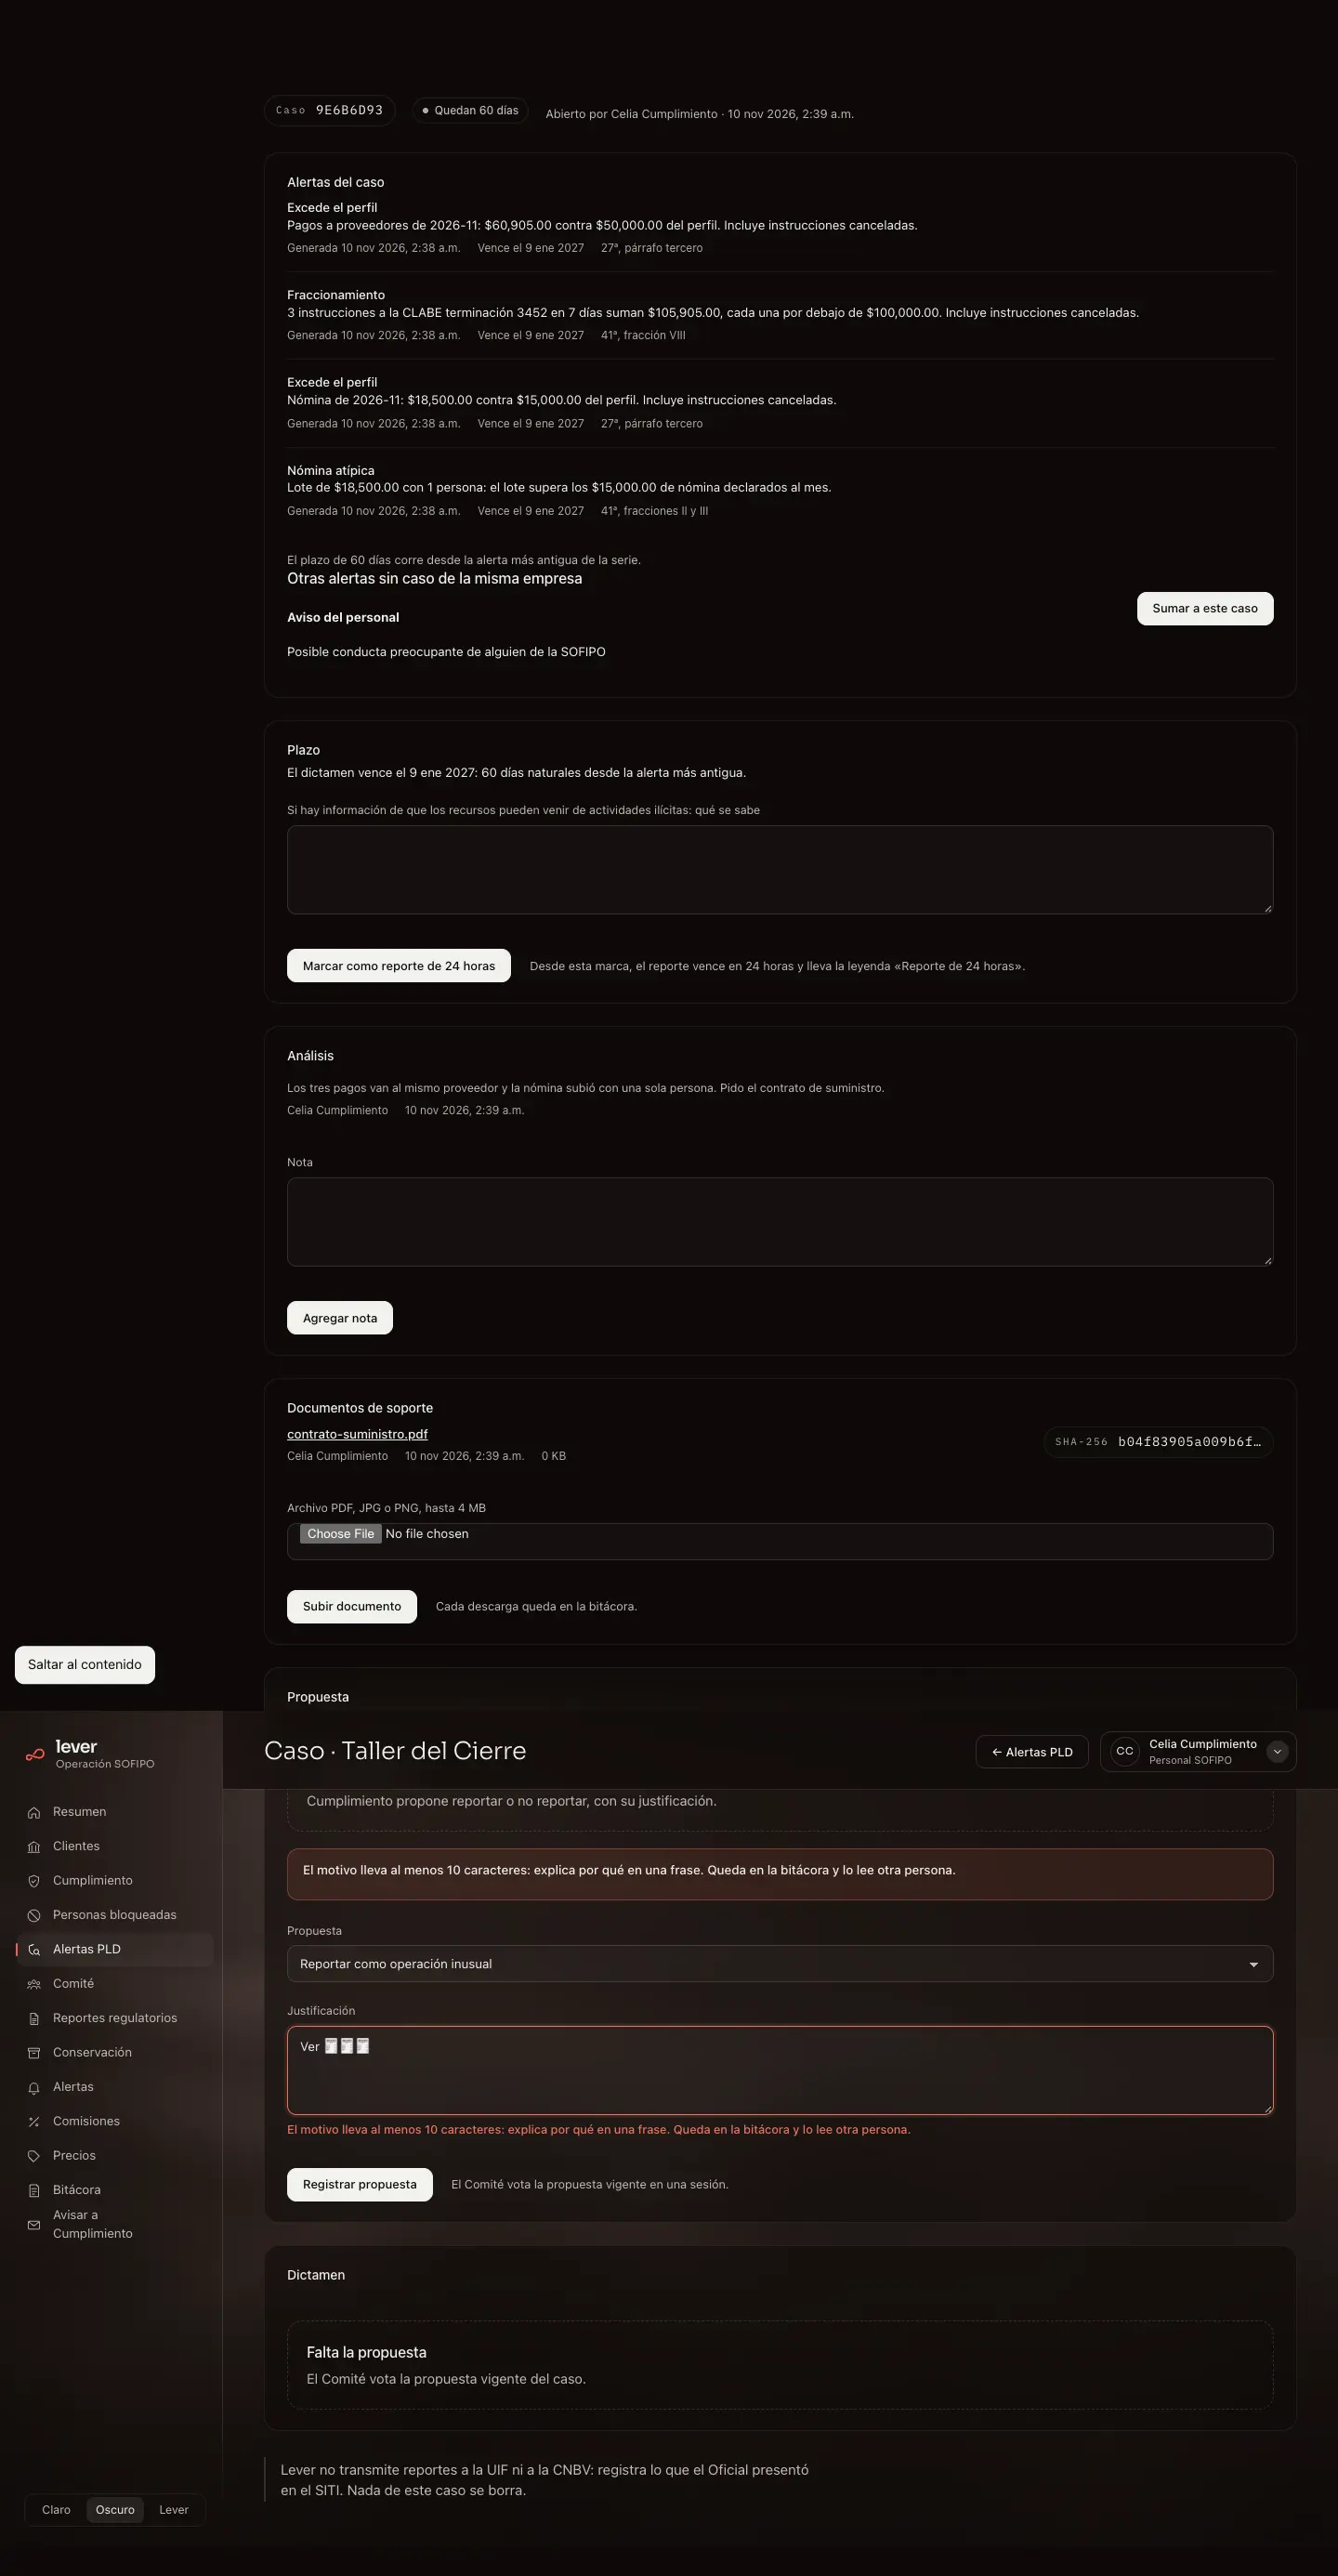 Caso 9E6B6D93
Quedan 60 días
Abierto por Celia Cumplimiento · 10 nov 2026, 2:39 a.m.
Alertas del caso
Excede el perfil
Pagos a proveedores de 2026-11: $60,905.00 contra $50,000.00 del perfil. Incluye instrucciones canceladas.
Generada 10 nov 2026, 2:38 a.m. Vence el 9 ene 2027 27ª, párrafo tercero
Fraccionamiento
3 instrucciones a la CLABE terminación 3452 en 7 días suman $105,905.00, cada una por debajo de $100,000.00. Incluye instrucciones canceladas.
Generada 10 nov 2026, 2:38 a.m. Vence el 9 ene 2027 41ª, fracción VIII
Excede el perfil
Nómina de 2026-11: $18,500.00 contra $15,000.00 del perfil. Incluye instrucciones canceladas.
Generada 10 nov 2026, 2:38 a.m. Vence el 9 ene 2027 27ª, párrafo tercero
Nómina atípica
Lote de $18,500.00 con 1 persona: el lote supera los $15,000.00 de nómina declarados al mes.
Generada 10 nov 2026, 2:38 a.m. Vence el 9 ene 2027 41ª, fracciones II y III
El plazo de 60 días corre desde la alerta más antigua de la serie.
Otras alertas sin caso de la misma empresa
Aviso del personal
Sumar a este caso
Posible conducta preocupante de alguien de la SOFIPO
Plazo
El dictamen vence el 9 ene 2027: 60 días naturales desde la alerta más antigua.
Si hay información de que los recursos pueden venir de actividades ilícitas: qué se sabe
Marcar como reporte de 24 horas
Desde esta marca, el reporte vence en 24 horas y lleva la leyenda «Reporte de 24 horas».
Análisis
Los tres pagos van al mismo proveedor y la nómina subió con una sola persona. Pido el contrato de suministro.
Celia Cumplimiento 10 nov 2026, 2:39 a.m.
Nota
Agregar nota
Documentos de soporte
contrato-suministro.pdf
Celia Cumplimiento 10 nov 2026, 2:39 a.m. 0 KB
SHA-256 b04f83905a009b6f…
Archivo PDF, JPG o PNG, hasta 4 MB
Choose File No file chosen
Subir documento
Cada descarga queda en la bitácora.
Saltar al contenido
Propuesta
lever
Operación SOFIPO
Caso · Taller del Cierre
← Alertas PLD
CC
Celia Cumplimiento
Personal SOFIPO
Resumen
Clientes
Cumplimiento
Personas bloqueadas
Alertas PLD
Comité
Reportes regulatorios
Conservación
Alertas
Comisiones
Precios
Bitácora
Avisar a
Cumplimiento
Claro
Oscuro
Lever
Cumplimiento propone reportar o no reportar, con su justificación.
El motivo lleva al menos 10 caracteres: explica por qué en una frase. Queda en la bitácora y lo lee otra persona.
Propuesta
Reportar como operación inusual
Justificación
Ver
El motivo lleva al menos 10 caracteres: explica por qué en una frase. Queda en la bitácora y lo lee otra persona.
Registrar propuesta
El Comité vota la propuesta vigente en una sesión.
Dictamen
Falta la propuesta
El Comité vota la propuesta vigente del caso.
Lever no transmite reportes a la UIF ni a la CNBV: registra lo que el Oficial presentó
en el SITI. Nada de este caso se borra.